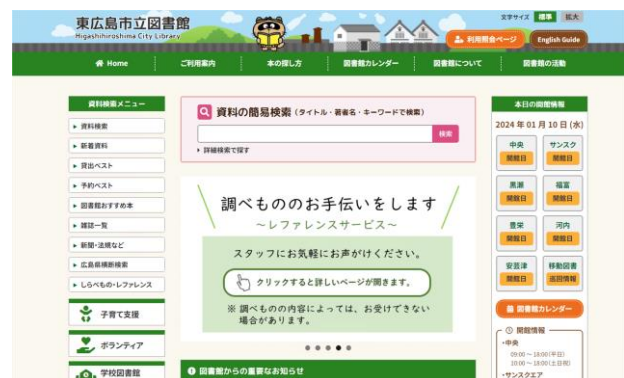 東広島市立図書館
Higashihiroshima City Library
文字サイズ 標準 拡大
利用照会ページ
English Guide
Home
ご利用案内
本の探し方
図書館カレンダー
図書館について
図書館の活動
資料検索メニュー
資料検索
新着資料
貸出ベスト
予約ベスト
図書館おすすめ本
雑誌一覧
新聞・法規など
広島県横断検索
しらべもの・レファレンス
子育て支援
ボランティア
学校図書館
資料の簡易検索（タイトル・著者名・キーワードで検索）
検索
詳細検索で探す
調べもののお手伝いをします
～レファレンスサービス～
スタッフにお気軽にお声がけください。
クリックすると詳しいページが開きます。
※ 調べものの内容によっては、お受けできない
場合があります。
図書館からの重要なお知らせ
本日の開館情報
2024 年 01 月 10 日 (水)
中央
開館日
サンスク
開館日
黒瀬
開館日
福富
開館日
豊栄
開館日
河内
開館日
安芸津
開館日
移動図書
巡回情報
図書館カレンダー
開館情報
・中央
09:00～18:00(平日)
10:00～18:00(土日祝)
・サンスクエア